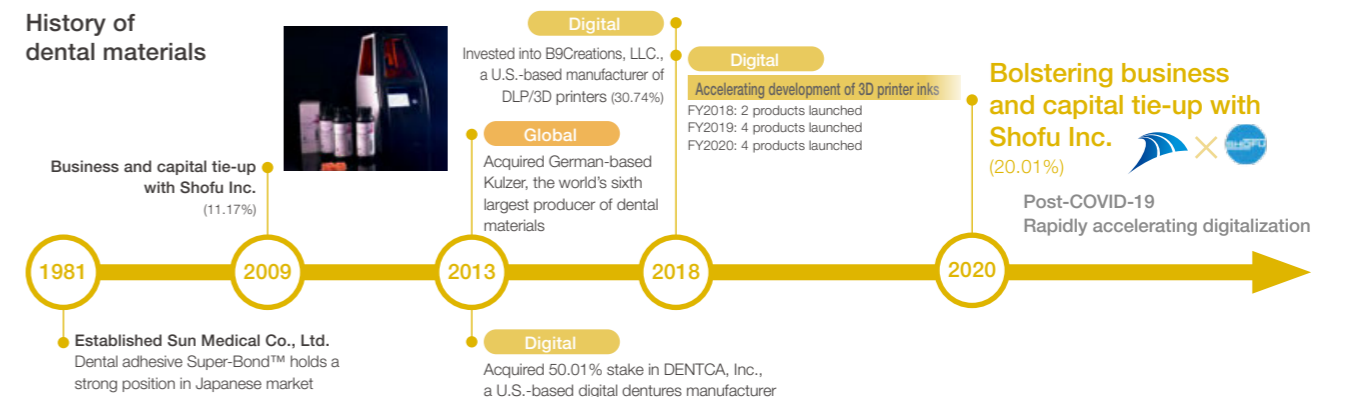 History of
dental materials
Digital
Invested into B9Creations, LLC.,
a U.S.-based manufacturer of
DLP/3D printers (30.74%)
Digital
Accelerating development of 3D printer inks
FY2018: 2 products launched
FY2019: 4 products launched
FY2020: 4 products launched
Bolstering business
and capital tie-up with
Shofu Inc.
(20.01%)
SHOFU
Post-COVID-19
Rapidly accelerating digitalization
Global
Acquired German-based
Kulzer, the world's sixth
largest producer of dental
materials
Business and capital tie-up
with Shofu Inc.
(11.17%)
1981
2009
2013
2018
2020
Established Sun Medical Co., Ltd.
Dental adhesive Super-Bond™ holds a
strong position in Japanese market
Digital
Acquired 50.01% stake in DENTCA, Inc.,
a U.S.-based digital dentures manufacturer